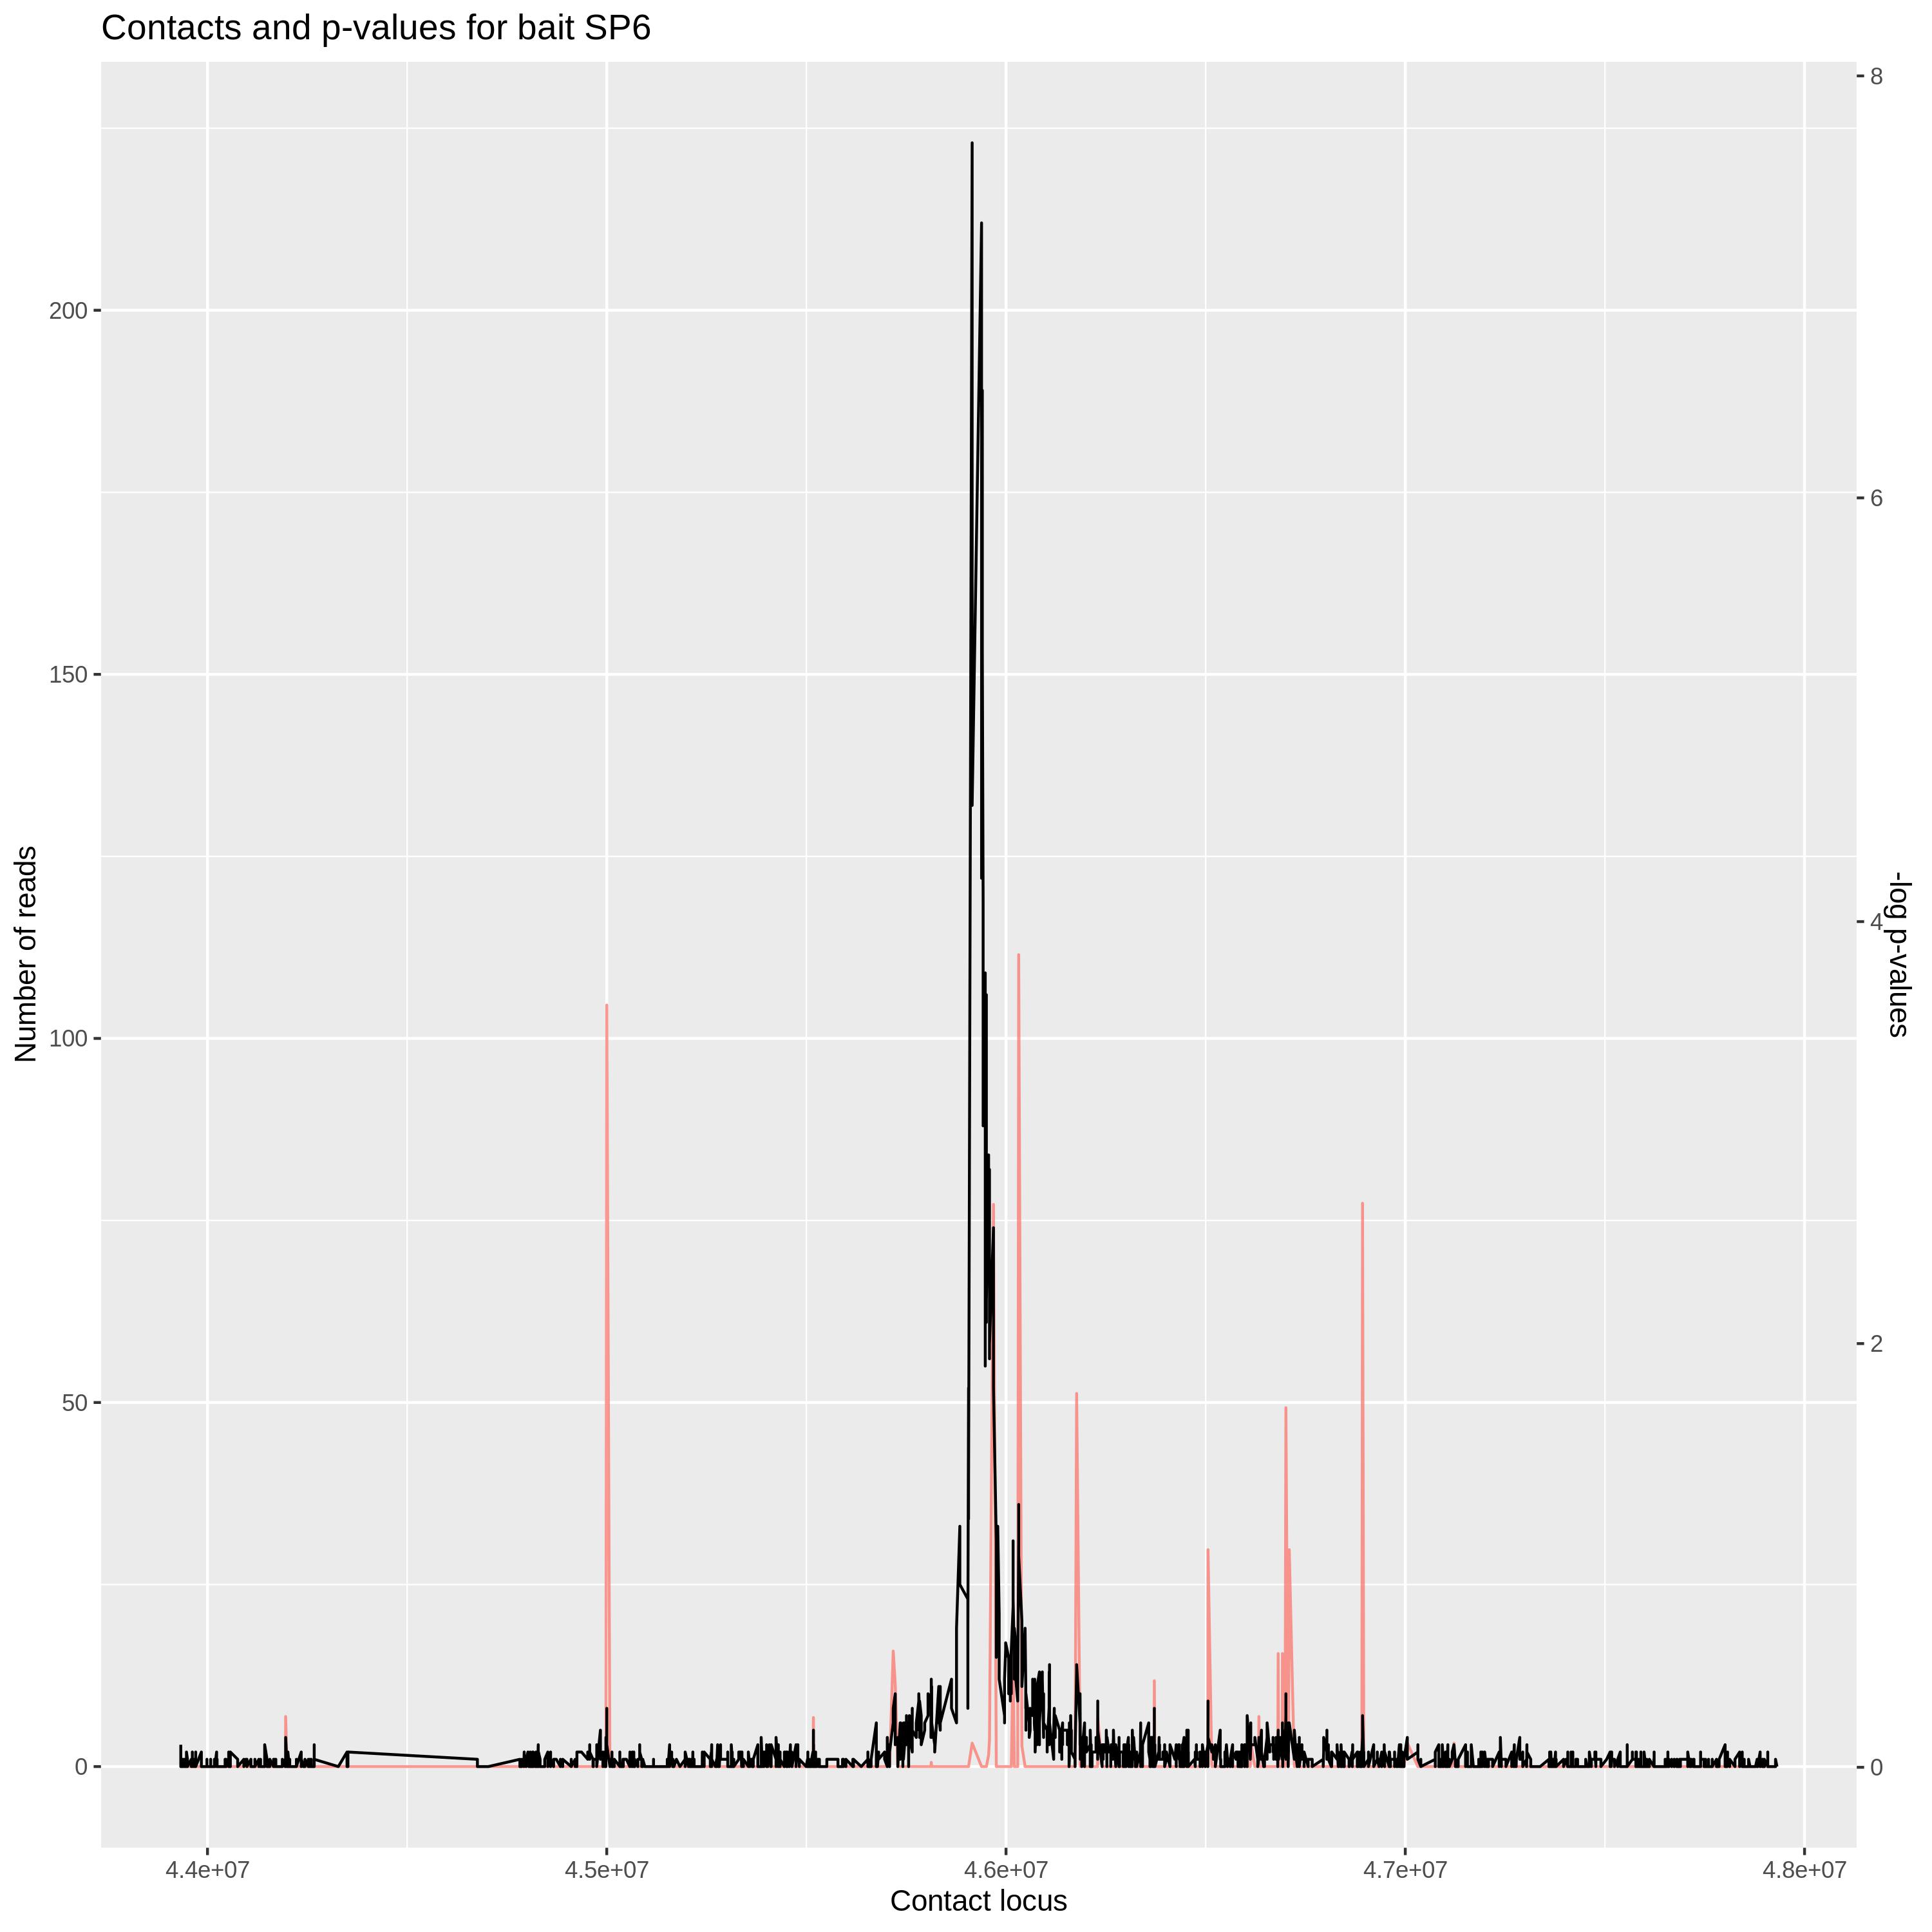 Contacts and p-values for bait SP6
Number of reads
200
150
100
50
0
8
6
4
2
0
-log p-values
4.4e+07
4.5e+07
4.6e+07
4.7e+07
4.8e+07
Contact locus